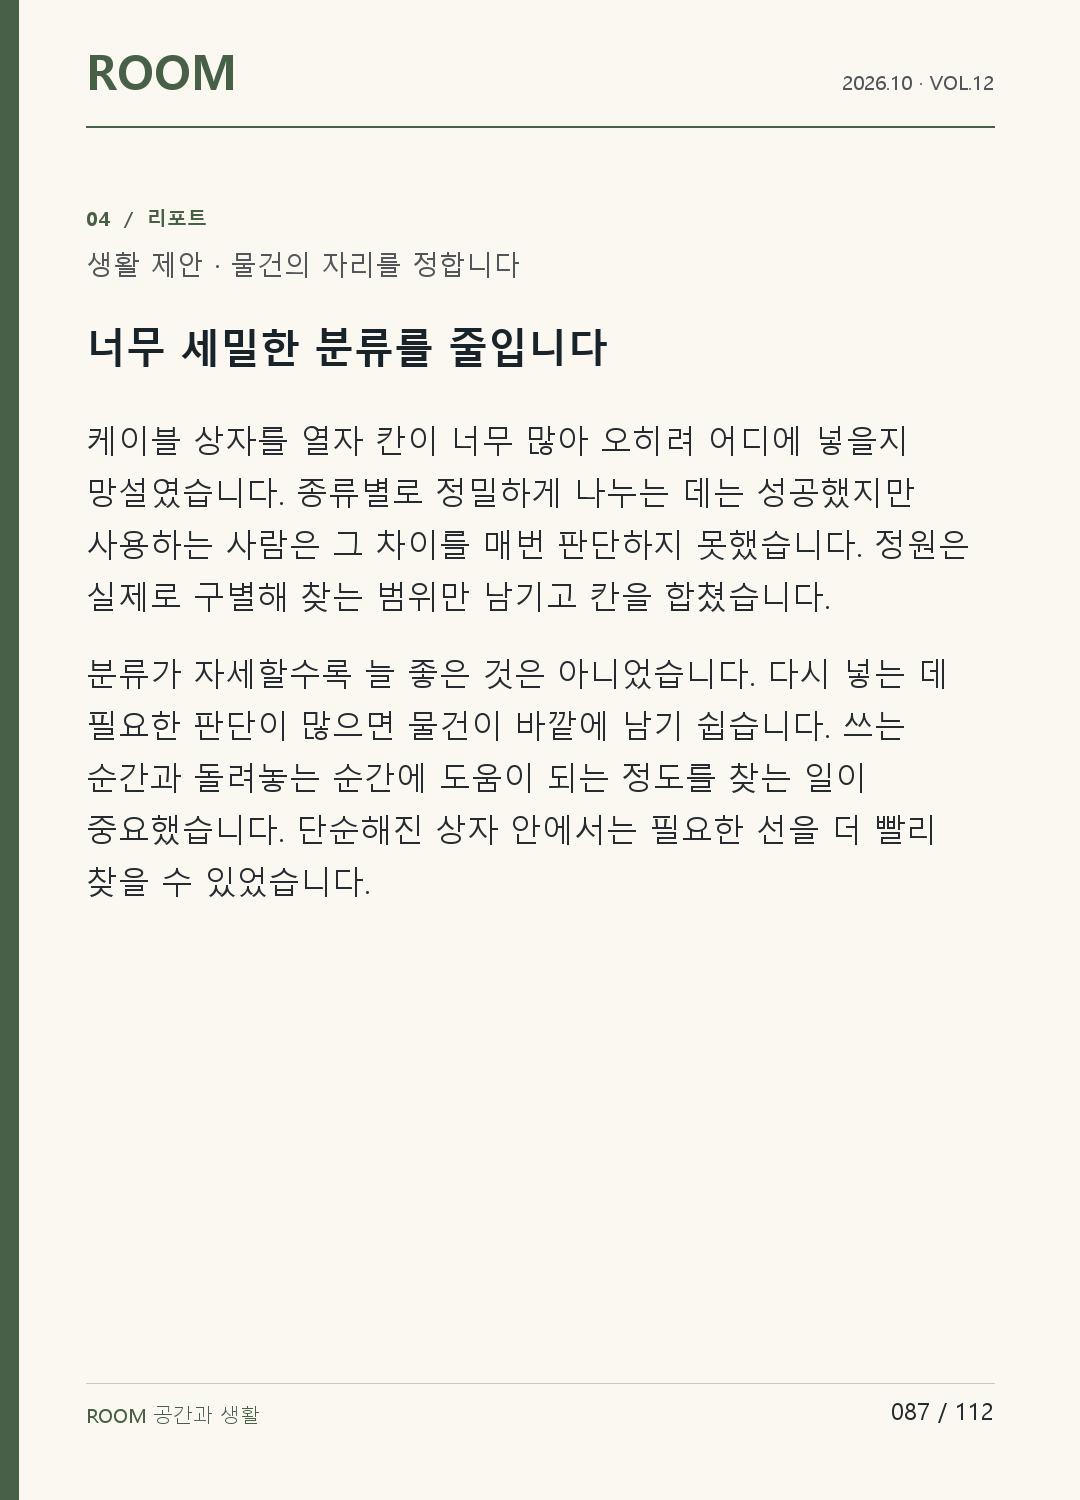 ROOM
2026.10 · VOL.12
04 / 리포트
생활 제안 · 물건의 자리를 정합니다
너무 세밀한 분류를 줄입니다
케이블 상자를 열자 칸이 너무 많아 오히려 어디에 넣을지
망설였습니다. 종류별로 정밀하게 나누는 데는 성공했지만
사용하는 사람은 그 차이를 매번 판단하지 못했습니다. 정원은
실제로 구별해 찾는 범위만 남기고 칸을 합쳤습니다.
분류가 자세할수록 늘 좋은 것은 아니었습니다. 다시 넣는 데
필요한 판단이 많으면 물건이 바깥에 남기 쉽습니다. 쓰는
순간과 돌려놓는 순간에 도움이 되는 정도를 찾는 일이
중요했습니다. 단순해진 상자 안에서는 필요한 선을 더 빨리
찾을 수 있었습니다.
ROOM 공간과 생활
087 / 112